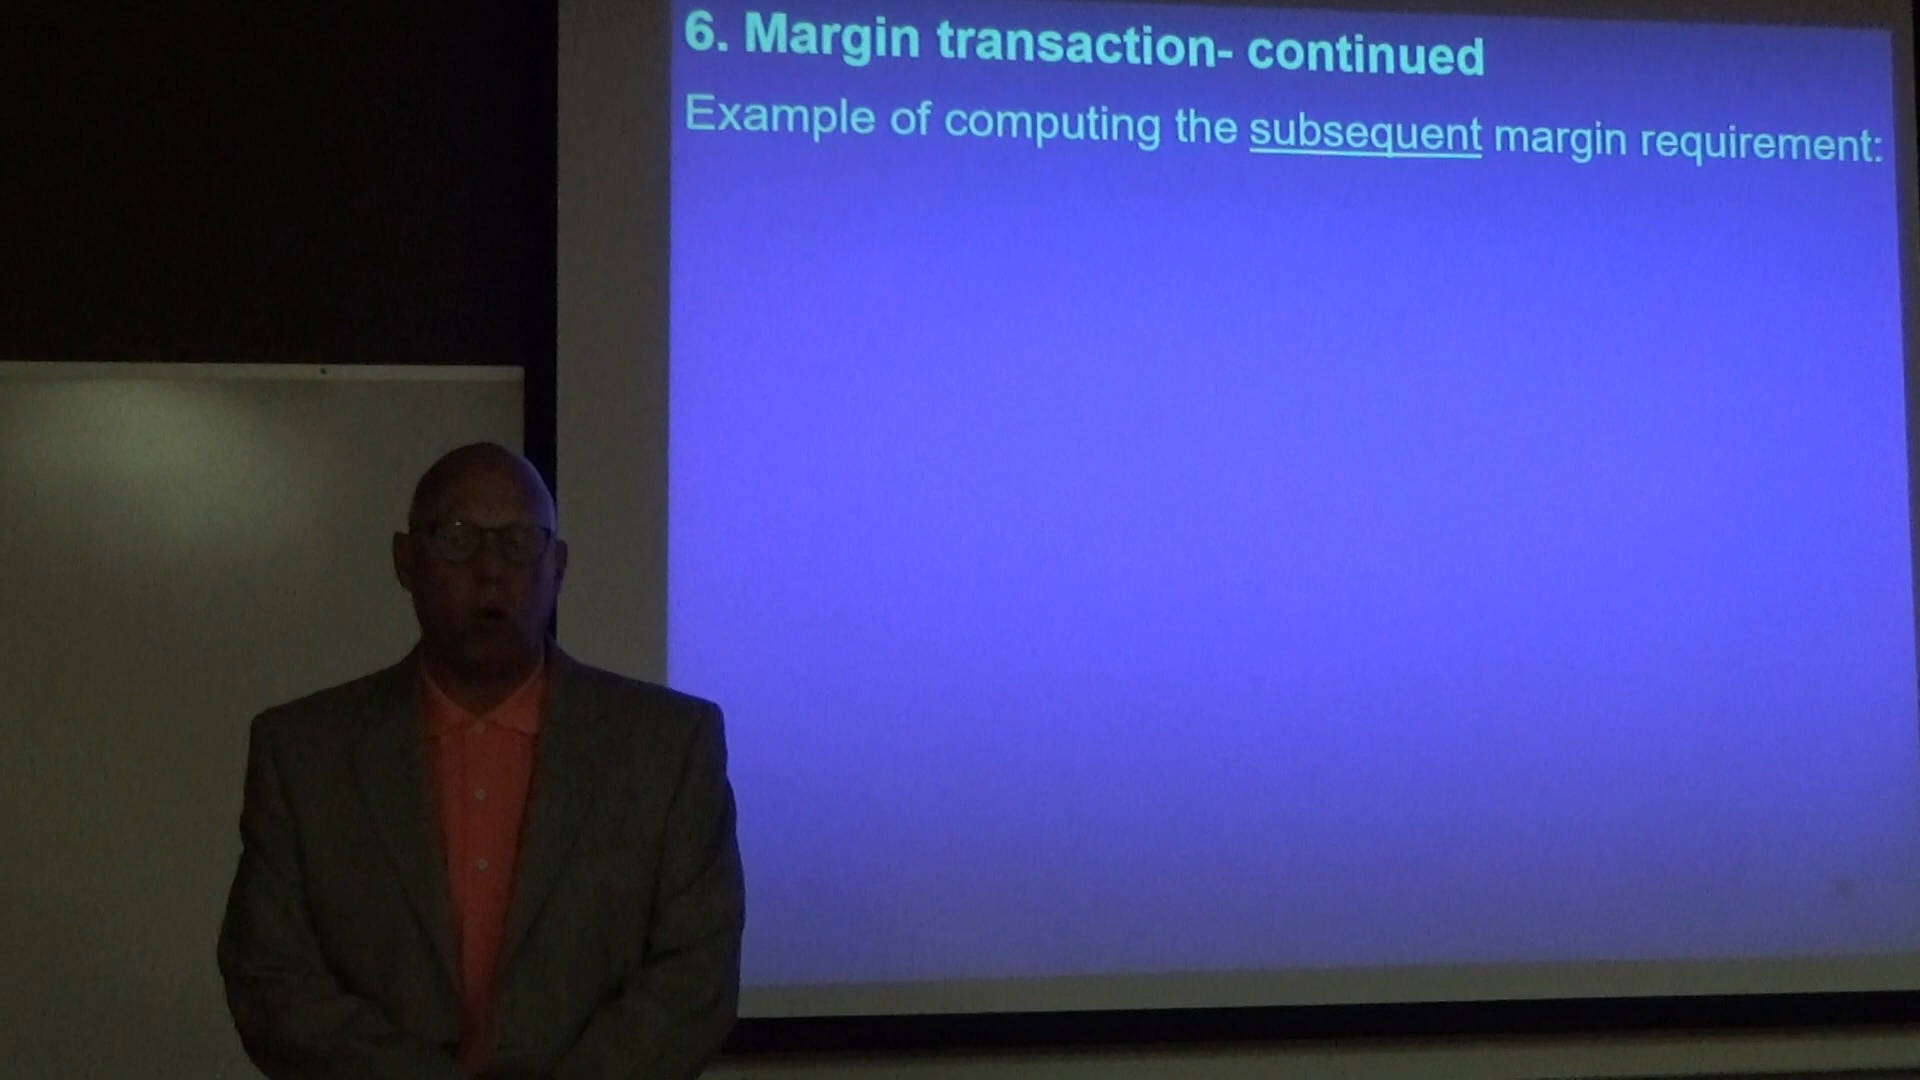 6. Margin transaction- continued
Example of computing the subsequent margin requirement: